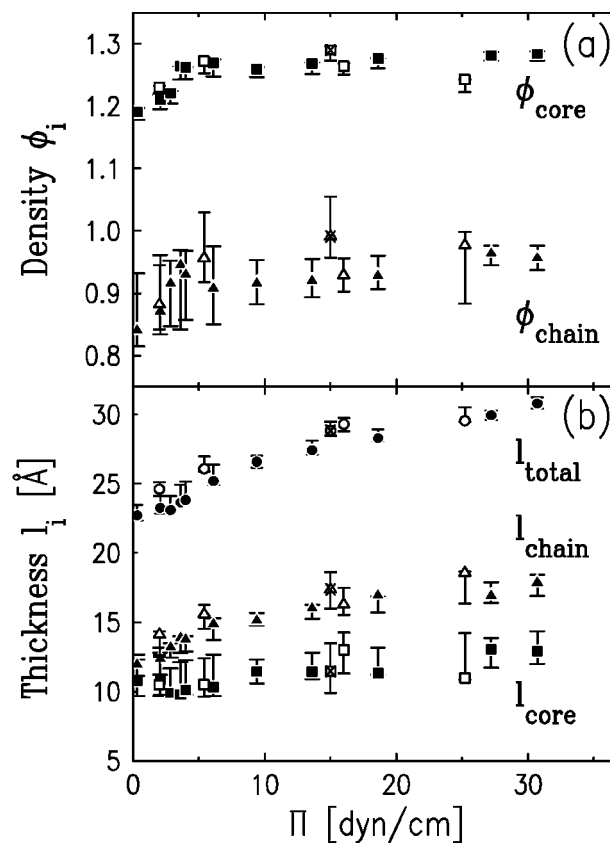 1.3
1.2
1.1
1.0
0.9
0.8
Density ϕi
(a)
ϕcore
ϕchain
30
25
20
15
10
5
Thickness li [Å]
(b)
ltotal
lchain
lcore
0 10 20 30
Π [dyn/cm]